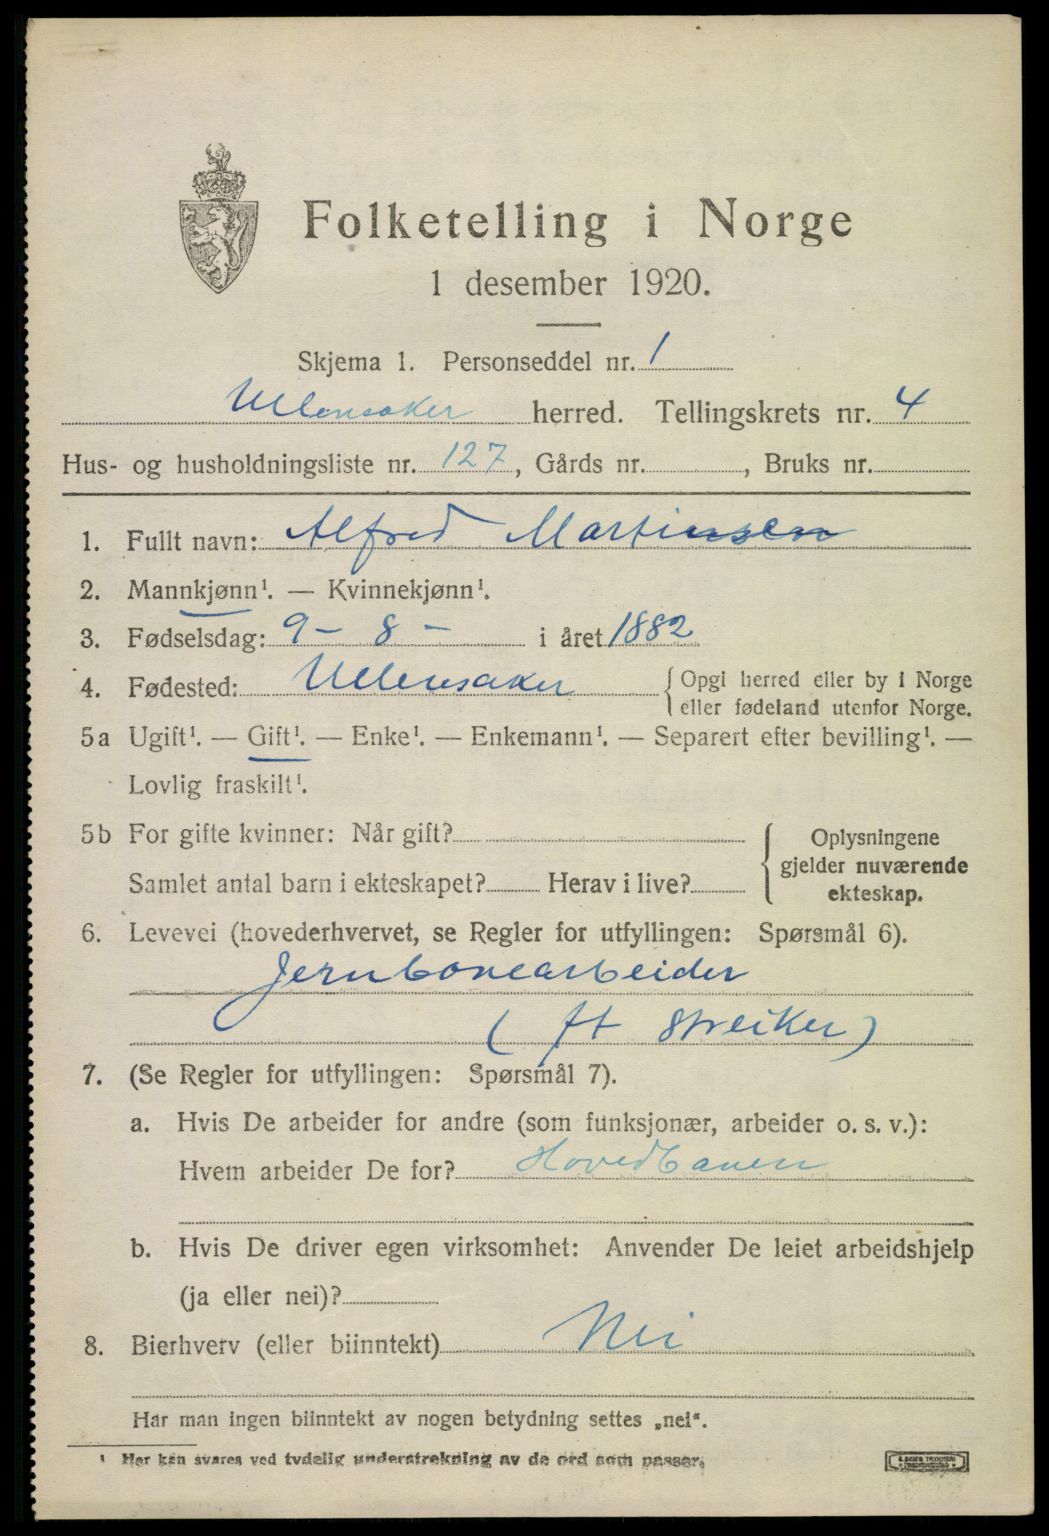 Folketelling i Norge
1 desember 1920.
Skjema 1. Personseddel nr. 1
Ullensaker herred. Tellingskrets nr. 4
Hus- og husholdningsliste nr. 127, Gårds nr. , Bruks nr.
1. Fullt navn: Alfred Martinsen
2. Mannkjønn¹. — Kvinnekjønn¹.
3. Fødselsdag: 9 – 8 – i året 1882
4. Fødested: Ullensaker {Opgi herred eller by i Norge
eller fødeland utenfor Norge.
5a Ugift¹. — Gift¹. — Enke¹. — Enkemann¹. — Separert efter bevilling¹. —
Lovlig fraskilt¹.
5b For gifte kvinner: Når gift?
Samlet antal barn i ekteskapet? Herav i live?
Oplysningene
gjelder nuværende
ekteskap.
6. Levevei (hovederhvervet, se Regler for utfyllingen: Spørsmål 6).
Jernbanearbeider
( ft streiker )
7. (Se Regler for utfyllingen: Spørsmål 7).
a. Hvis De arbeider for andre (som funksjonær, arbeider o. s. v.):
Hvem arbeider De for? Hovedbanen
b. Hvis De driver egen virksomhet: Anvender De leiet arbeidshjelp
(ja eller nei)?
8. Bierhverv (eller biinntekt) Nei
Har man ingen biinntekt av nogen betydning settes „nei“.
¹ Her kan svares ved tydelig understrekning av de ord som passer.